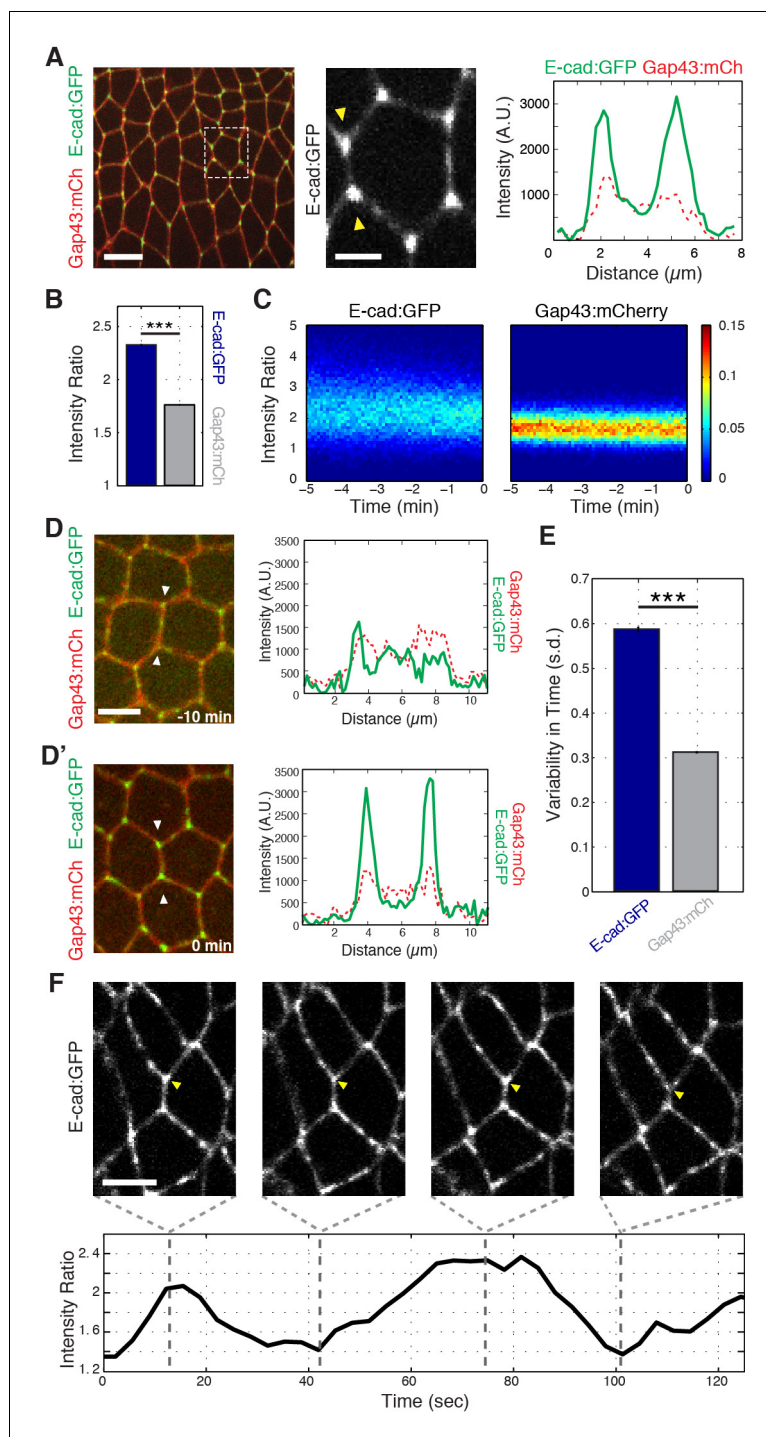 A
Gap43:mCh E-cad:GFP
E-cad:GFP
E-cad:GFP Gap43:mCh
Intensity (A.U.)
3000
2000
1000
0
0 2 4 6 8
Distance (µm)
B
Intensity Ratio
2.5
2
1.5
1
***
E-cad:GFP
Gap43:mCh
C
E-cad:GFP
Gap43:mCherry
Intensity Ratio
5
4
3
2
1
0
−5 −4 −3 −2 −1 0
Time (min)
−5 −4 −3 −2 −1 0
Time (min)
0.15
0.1
0.05
0
D
Gap43:mCh E-cad:GFP
-10 min
Intensity (A.U.)
3500
3000
2500
2000
1500
1000
500
0
2 4 6 8 10
Distance (µm)
Gap43:mCh
E-cad:GFP
D'
Gap43:mCh E-cad:GFP
0 min
Intensity (A.U.)
3500
3000
2500
2000
1500
1000
500
0
2 4 6 8 10
Distance (µm)
Gap43:mCh
E-cad:GFP
E
Variability in Time (s.d.)
0.7
0.6
0.5
0.4
0.3
0.2
0.1
0
***
E-cad:GFP
Gap43:mCh
F
E-cad:GFP
Intensity Ratio
2.4
2
1.6
1.2
0 20 40 60 80 100 120
Time (sec)